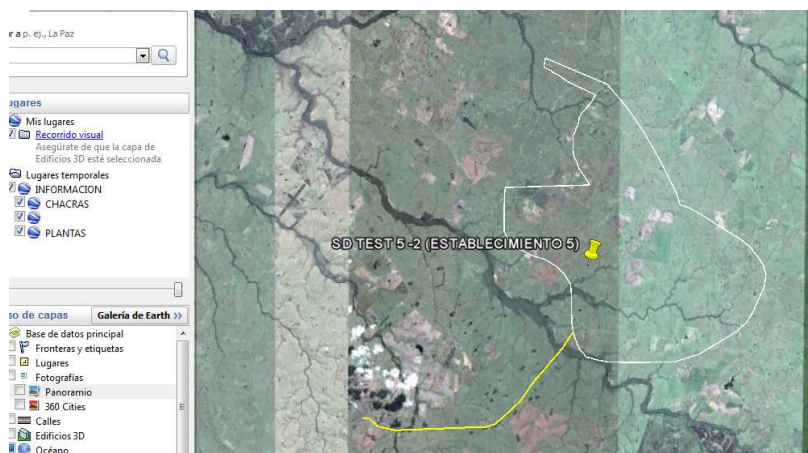 ar a p. ej., La Paz
ugares
Mis lugares
Recorrido visual
Asegúrate de que la capa de
Edificios 3D esté seleccionada
Lugares temporales
INFORMACION
CHACRAS
PLANTAS
so de capas
Galería de Earth >>
Base de datos principal
Fronteras y etiquetas
Lugares
Fotografías
Panoramio
360 Cities
Calles
Edificios 3D
Océano
SD TEST 5 -2 (ESTABLECIMIENTO 5)